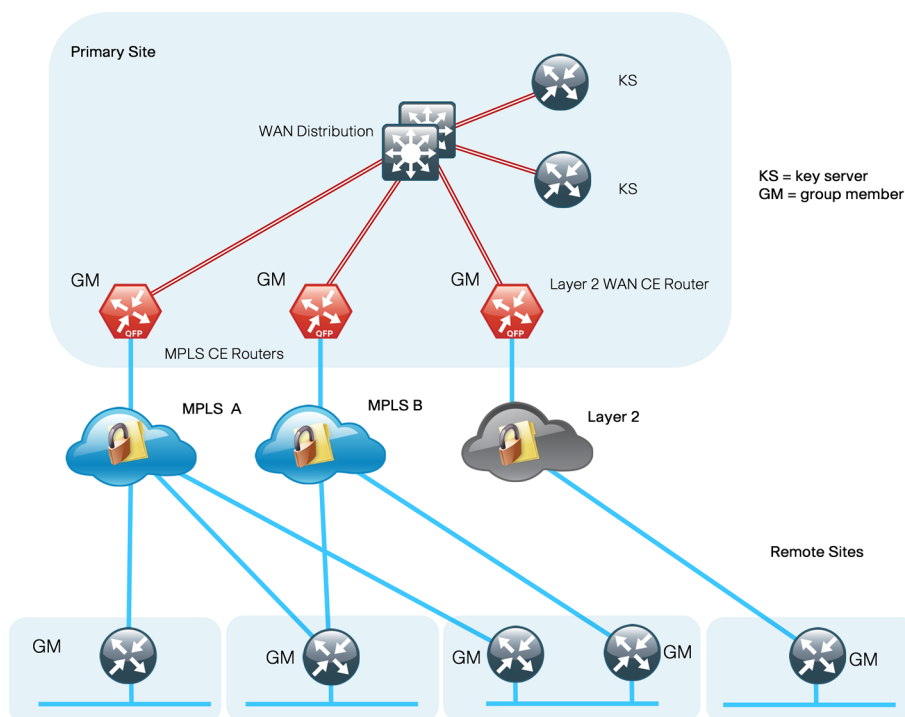 Primary Site
KS
WAN Distribution
KS
KS = key server
GM = group member
GM
GM
GM
Layer 2 WAN CE Router
QFP
QFP
QFP
MPLS CE Routers
MPLS A
MPLS B
Layer 2
Remote Sites
GM
GM
GM
GM
GM